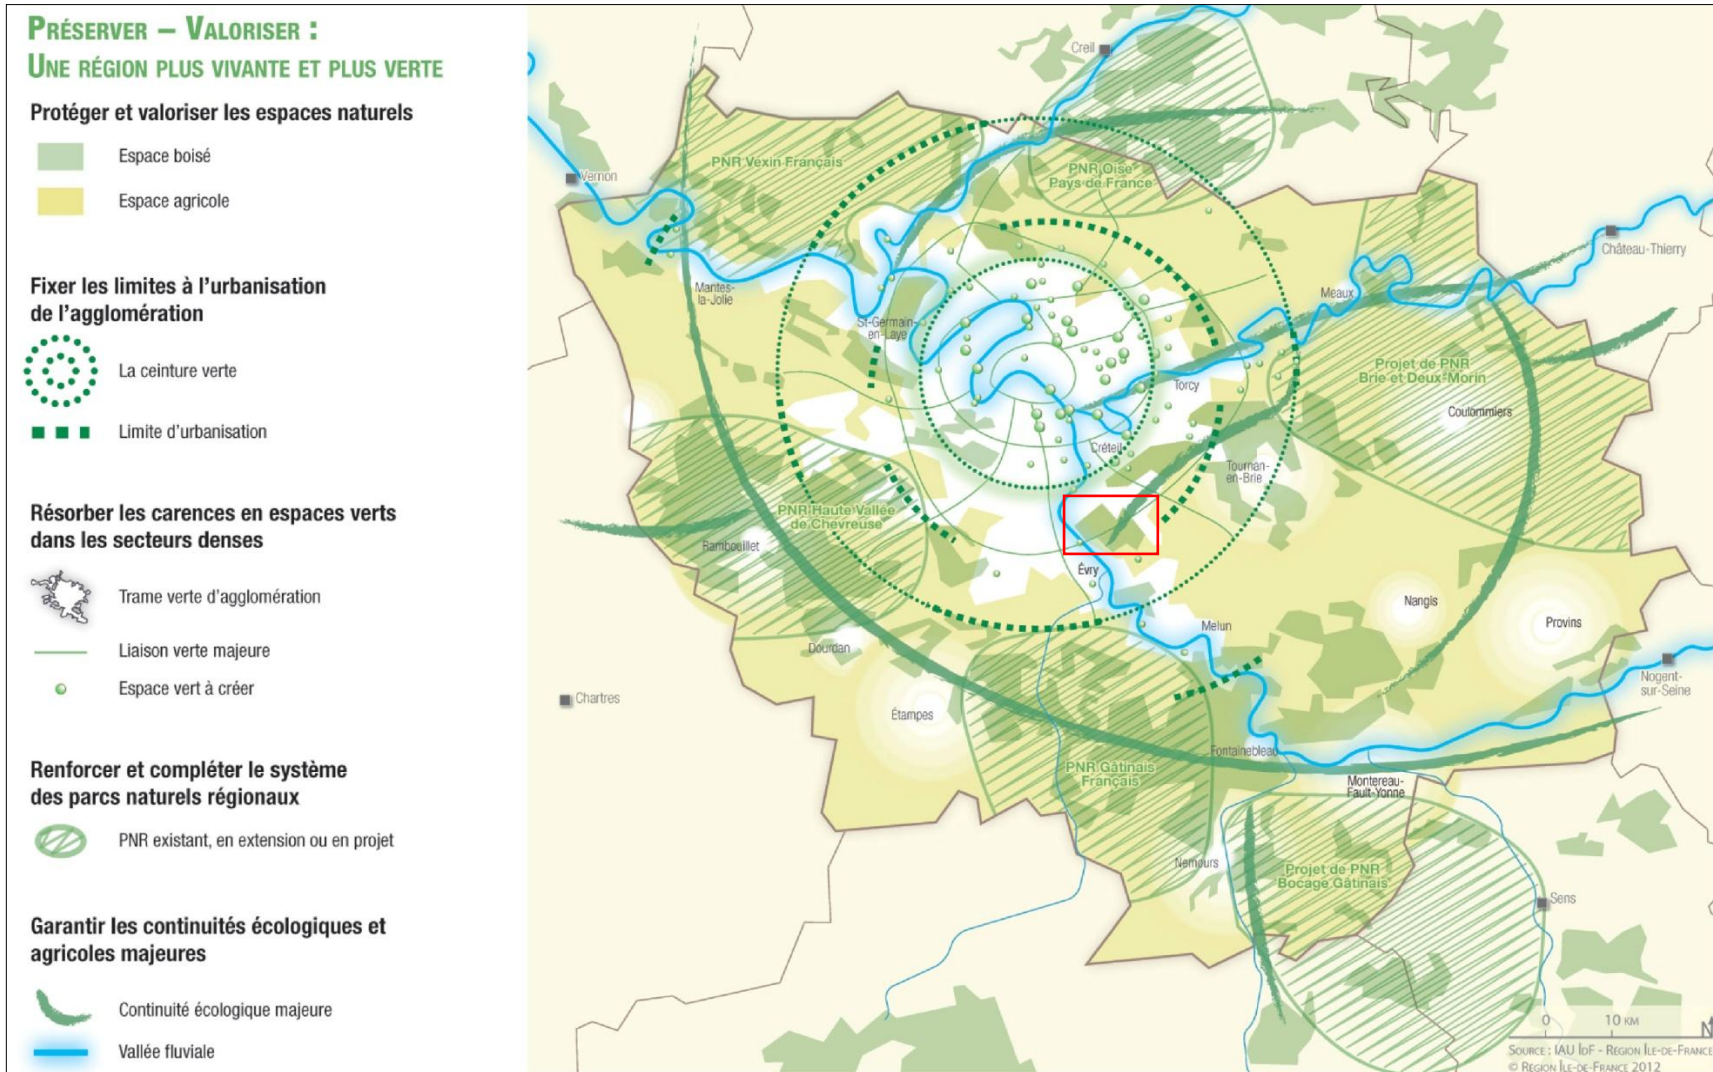 PRÉSERVER – VALORISER :
UNE RÉGION PLUS VIVANTE ET PLUS VERTE
Protéger et valoriser les espaces naturels
Espace boisé
Espace agricole
Fixer les limites à l'urbanisation
de l'agglomération
La ceinture verte
Limite d'urbanisation
Résorber les carences en espaces verts
dans les secteurs denses
Trame verte d'agglomération
Liaison verte majeure
Espace vert à créer
Renforcer et compléter le système
des parcs naturels régionaux
PNR existant, en extension ou en projet
Garantir les continuités écologiques et
agricoles majeures
Continuité écologique majeure
Vallée fluviale
Creil
PNR Vexin Français
PNR Oise
Pays de France
Vernon
Château-Thierry
Mantes-
la-Jolie
Meaux
St-Germain-
en-Laye
Projet de PNR
Brie et Deux-Morin
Torcy
Coulommiers
Créteil
Tournan-
en-Brie
PNR Haute Vallée
de Chevreuse
Rambouillet
Évry
Nangis
Provins
Melun
Dourdan
Chartres
Nogent-
sur-Seine
Étampes
Fontainebleau
PNR Gâtinais
Français
Montereau-
Fault-Yonne
Nemours
Projet de PNR
Bocage Gâtinais
Sens
0 10 KM
N
SOURCE : IAU IDF - RÉGION ÎLE-DE-FRANCE
© RÉGION ÎLE-DE-FRANCE 2012